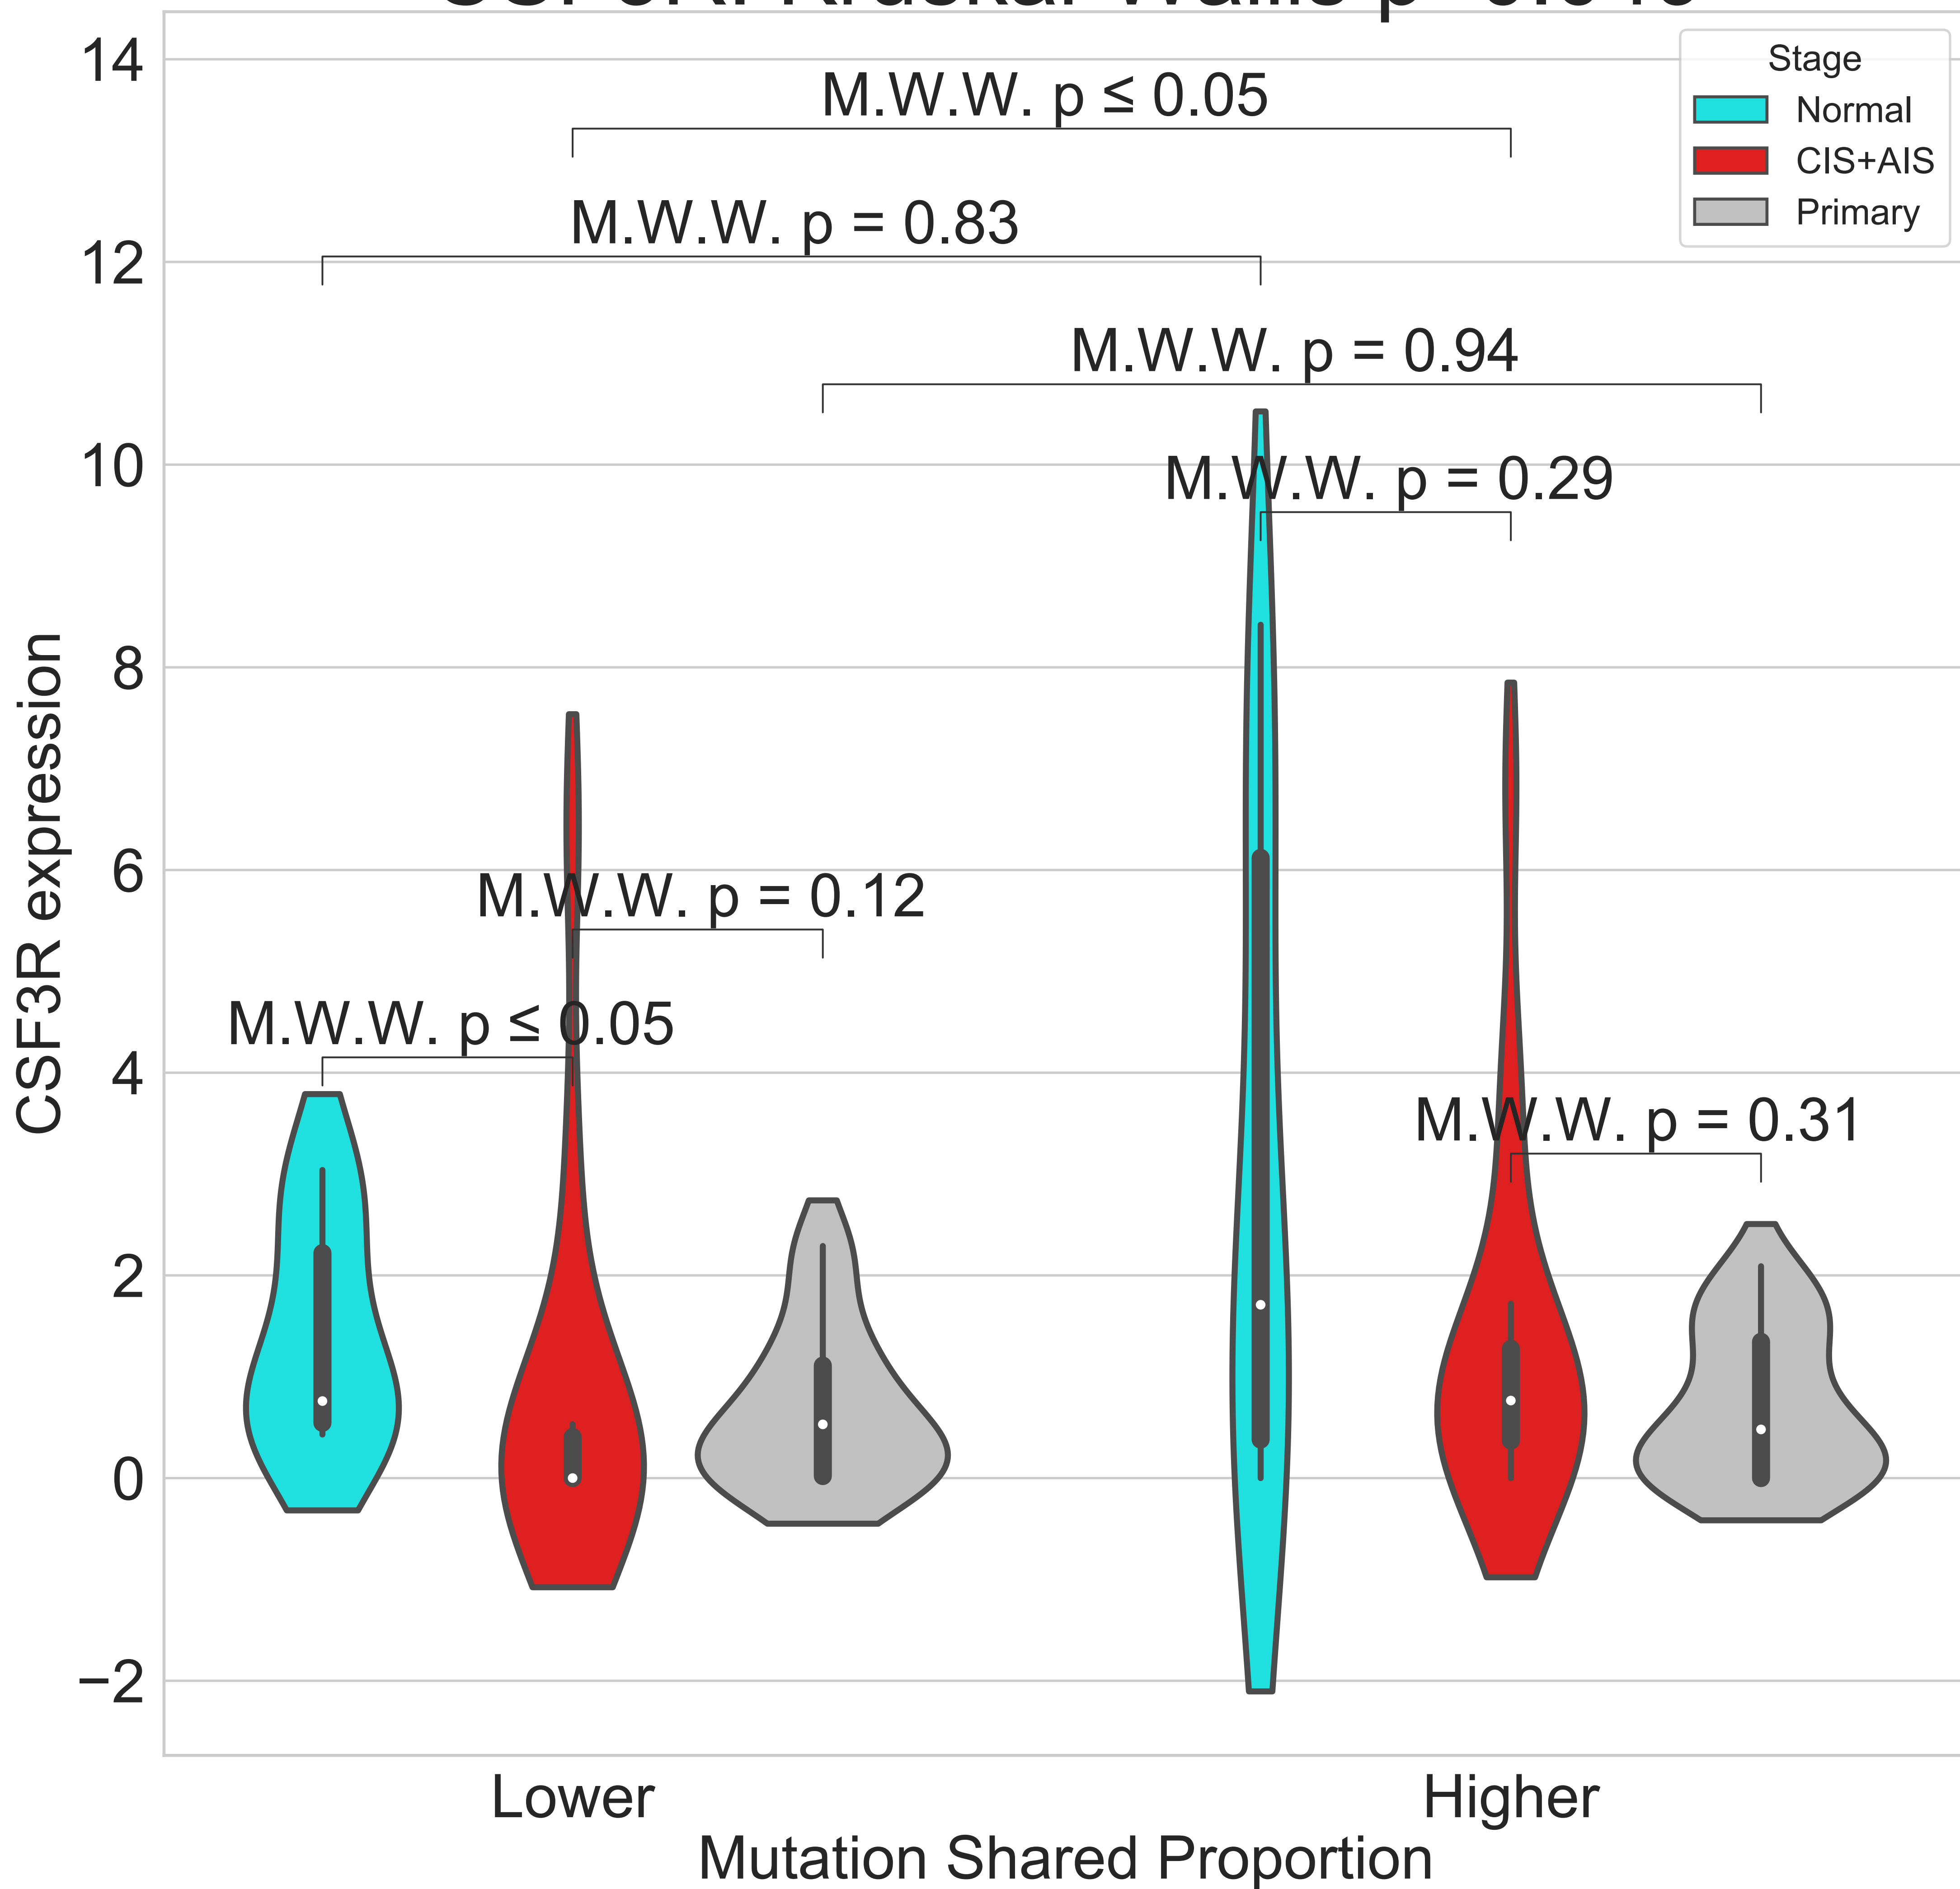 14
M.W.W. p ≤ 0.05
Stage
Normal
CIS+AIS
Primary
M.W.W. p = 0.83
12
M.W.W. p = 0.94
10
M.W.W. p = 0.29
8
6
M.W.W. p = 0.12
M.W.W. p ≤ 0.05
4
M.W.W. p = 0.31
2
0
−2
CSF3R expression
Lower
Higher
Mutation Shared Proportion